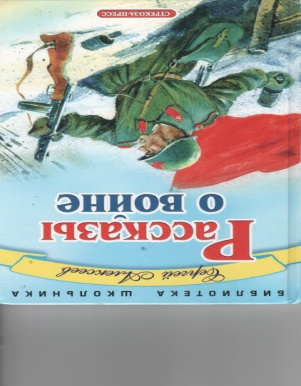 БИБЛИОТЕКА ШКОЛЬНИКА
Сергей Алексеев
Рассказы
о войне
СТРЕКОЗА-ПРЕСС